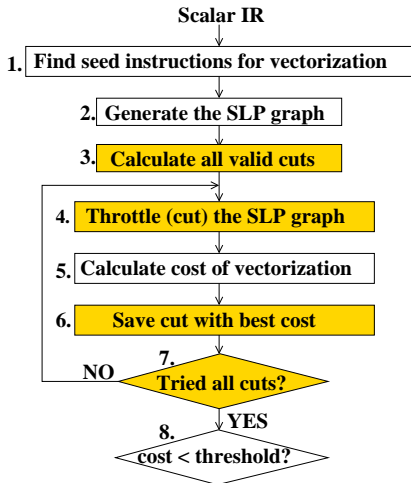 Scalar IR
1. Find seed instructions for vectorization
2. Generate the SLP graph
3. Calculate all valid cuts
4. Throttle (cut) the SLP graph
5. Calculate cost of vectorization
6. Save cut with best cost
7.
NO
Tried all cuts?
YES
8.
cost < threshold?